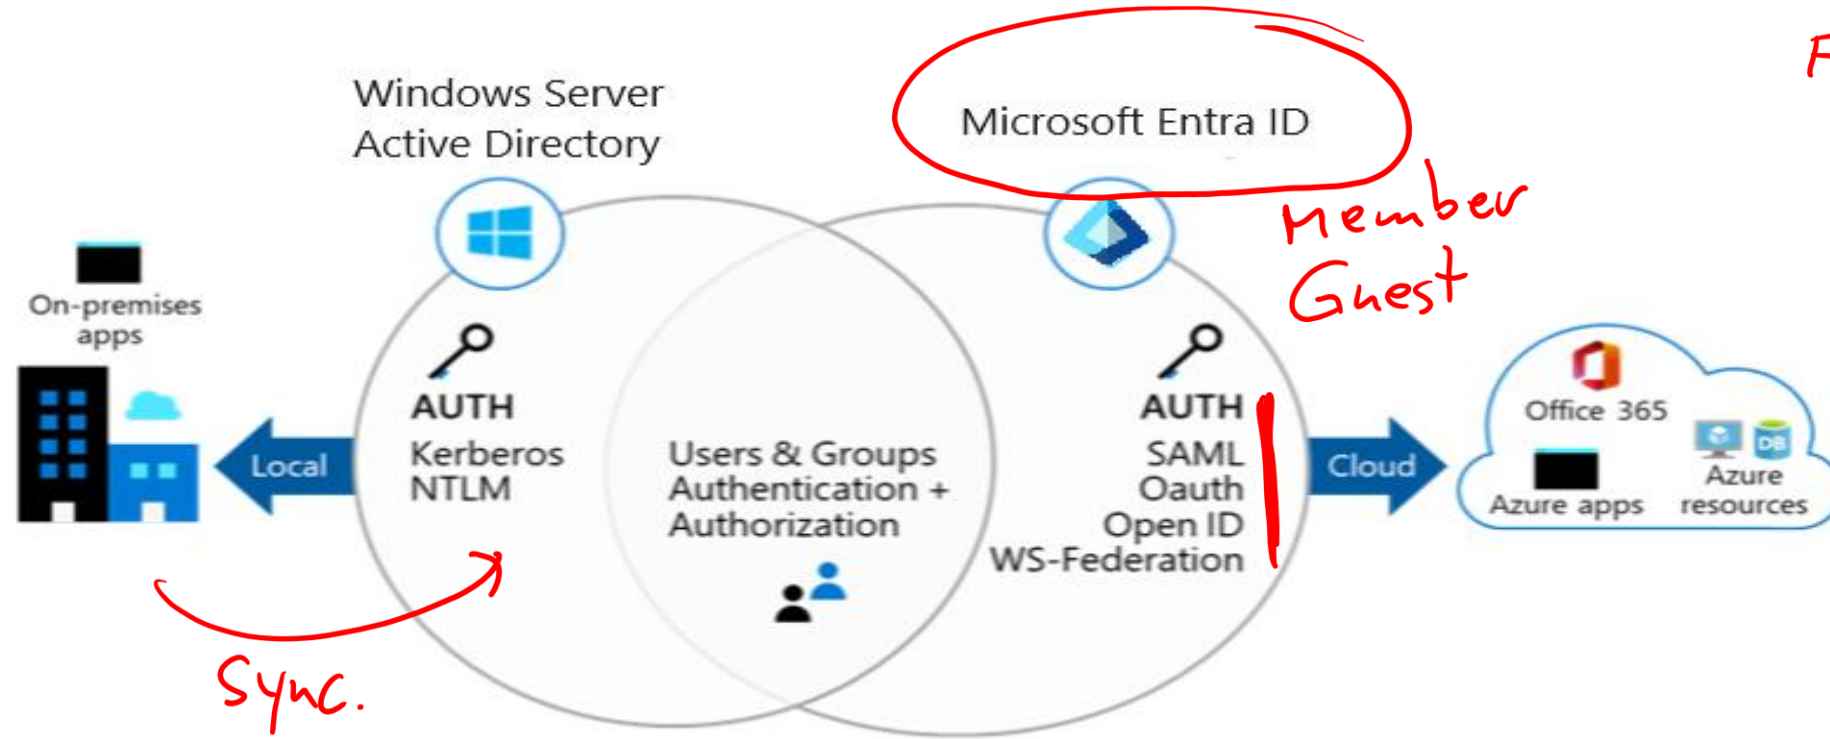 Windows Server
Active Directory
Microsoft Entra ID
Member
Guest
On-premises
apps
Local
AUTH
Kerberos
NTLM
Users & Groups
Authentication +
Authorization
AUTH
SAML
Oauth
Open ID
WS-Federation
Cloud
Office 365
DB
Azure apps
Azure
resources
Sync.